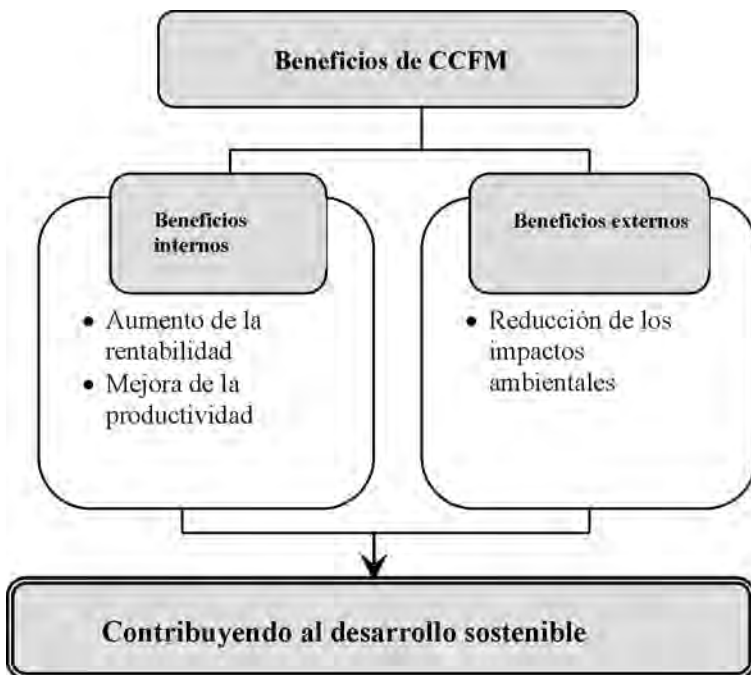 Beneficios de CCFM
Beneficios
internos
• Aumento de la
rentabilidad
• Mejora de la
productividad
Beneficios externos
• Reducción de los
impactos
ambientales
Contribuyendo al desarrollo sostenible